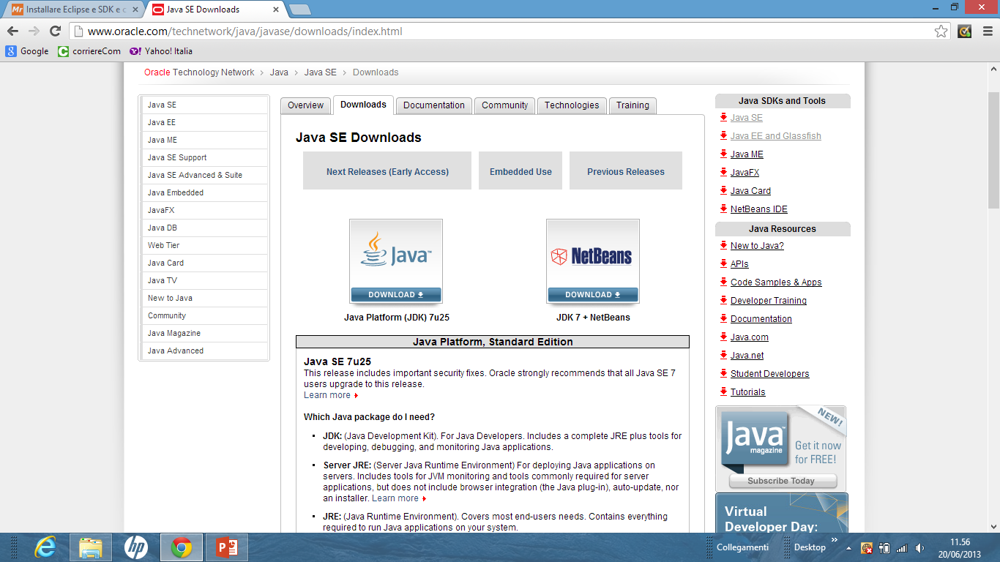 Installare Eclipse e SDK e c
Java SE Downloads
www.oracle.com/technetwork/java/javase/downloads/index.html
Google
corriereCom
Yahoo! Italia
Oracle Technology Network > Java > Java SE > Downloads
Java SE
Java EE
Java ME
Java SE Support
Java SE Advanced & Suite
Java Embedded
JavaFX
Java DB
Web Tier
Java Card
Java TV
New to Java
Community
Java Magazine
Java Advanced
Overview
Downloads
Documentation
Community
Technologies
Training
Java SE Downloads
Next Releases (Early Access)
Embedded Use
Previous Releases
Java™
DOWNLOAD
Java Platform (JDK) 7u25
NetBeans
DOWNLOAD
JDK 7 + NetBeans
Java Platform, Standard Edition
Java SE 7u25
This release includes important security fixes. Oracle strongly recommends that all Java SE 7
users upgrade to this release.
Learn more
Which Java package do I need?
JDK: (Java Development Kit). For Java Developers. Includes a complete JRE plus tools for
developing, debugging, and monitoring Java applications.
Server JRE: (Server Java Runtime Environment) For deploying Java applications on
servers. Includes tools for JVM monitoring and tools commonly required for server
applications, but does not include browser integration (the Java plug-in), auto-update, nor
an installer. Learn more
JRE: (Java Runtime Environment). Covers most end-users needs. Contains everything
required to run Java applications on your system.
Java SDKs and Tools
Java SE
Java EE and Glassfish
Java ME
JavaFX
Java Card
NetBeans IDE
Java Resources
New to Java?
APIs
Code Samples & Apps
Developer Training
Documentation
Java.com
Java.net
Student Developers
Tutorials
NEW!
Java™
magazine
Get it now
for FREE!
Subscribe Today
Virtual
Developer Day:
Collegamenti
Desktop
11.56
20/06/2013